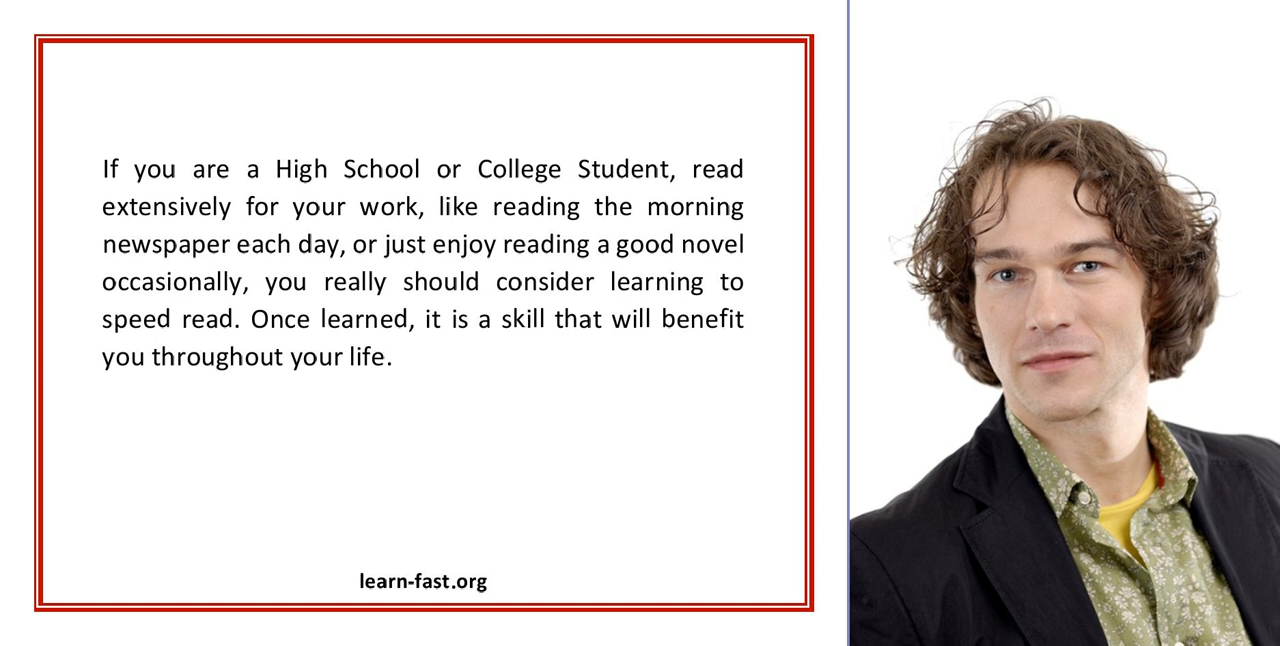 If you are a High School or College Student, read
extensively for your work, like reading the morning
newspaper each day, or just enjoy reading a good novel
occasionally, you really should consider learning to
speed read. Once learned, it is a skill that will benefit
you throughout your life.
learn-fast.org